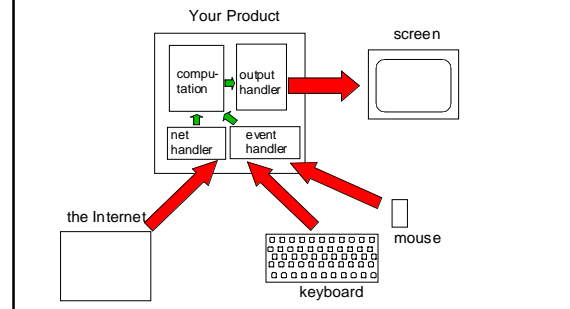 Your Product
screen
compu-
tation
output
handler
net
handler
event
handler
the Internet
mouse
keyboard